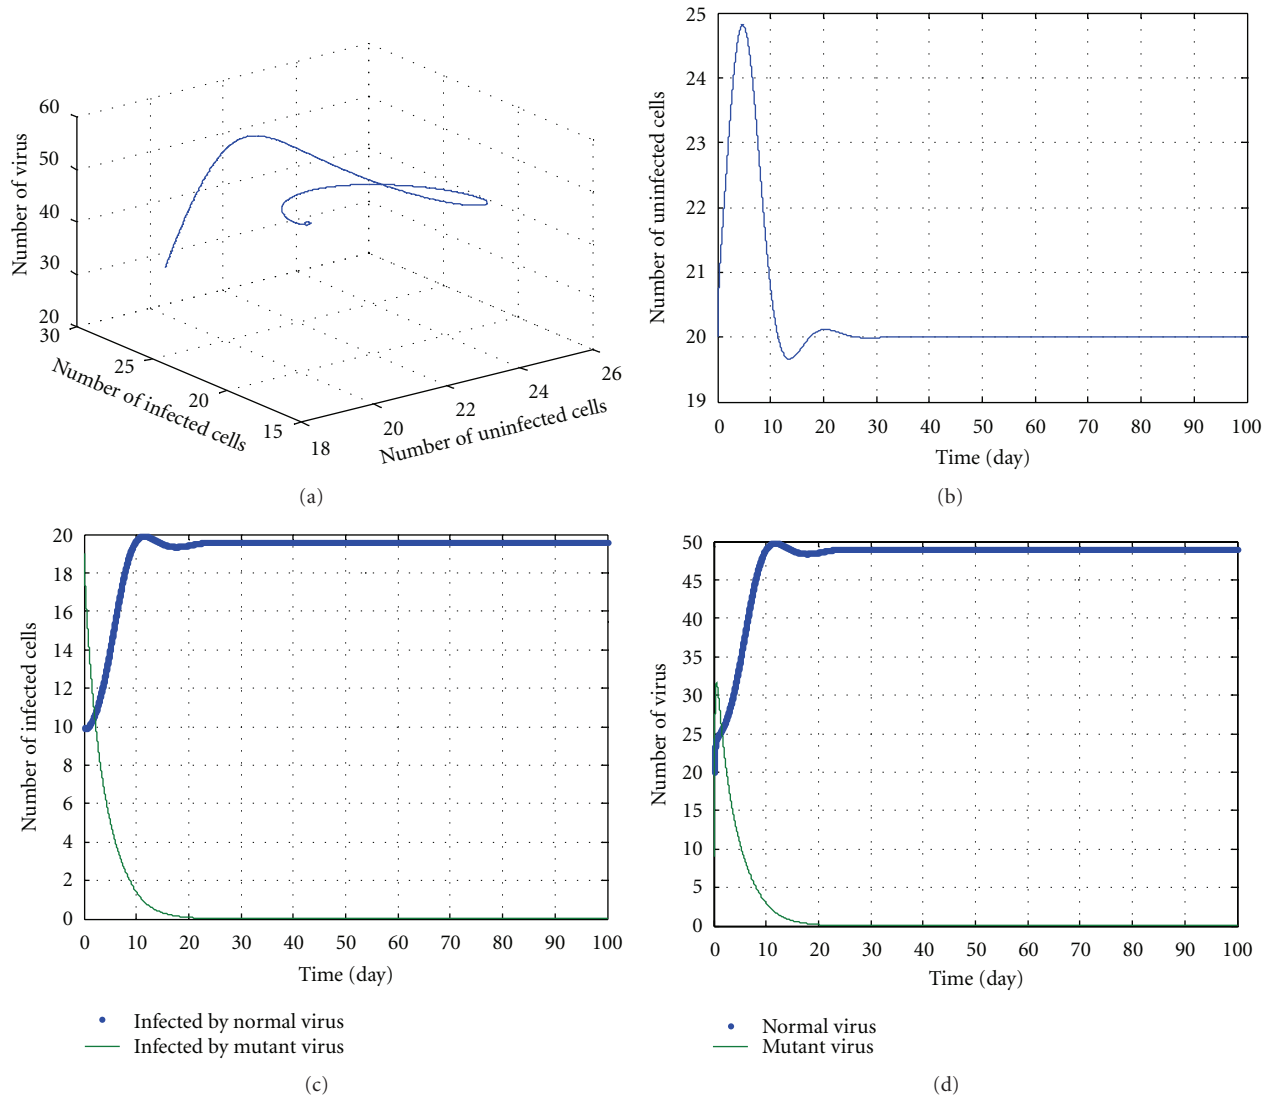 60
50
40
30
20
30
25
20
15
18
20
22
24
26
Number of virus
Number of infected cells
Number of uninfected cells
(a)
25
24
23
22
21
20
19
0 10 20 30 40 50 60 70 80 90 100
Number of uninfected cells
Time (day)
(b)
20
18
16
14
12
10
8
6
4
2
0
0 10 20 30 40 50 60 70 80 90 100
Number of infected cells
Time (day)
Infected by normal virus
Infected by mutant virus
(c)
50
45
40
35
30
25
20
15
10
5
0
0 10 20 30 40 50 60 70 80 90 100
Number of virus
Time (day)
Normal virus
Mutant virus
(d)